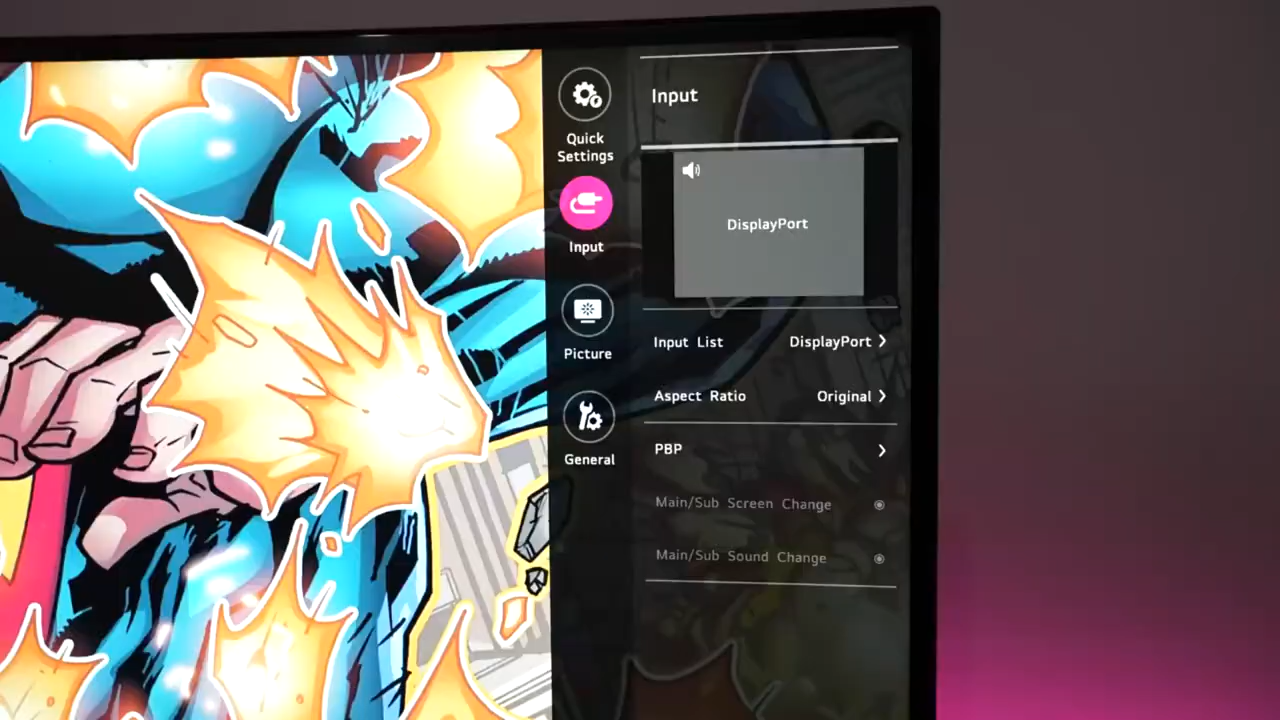 Quick
Settings
Input
Picture
General
Input
DisplayPort
Input List DisplayPort
Aspect Ratio Original
PBP
Main/Sub Screen Change
Main/Sub Sound Change